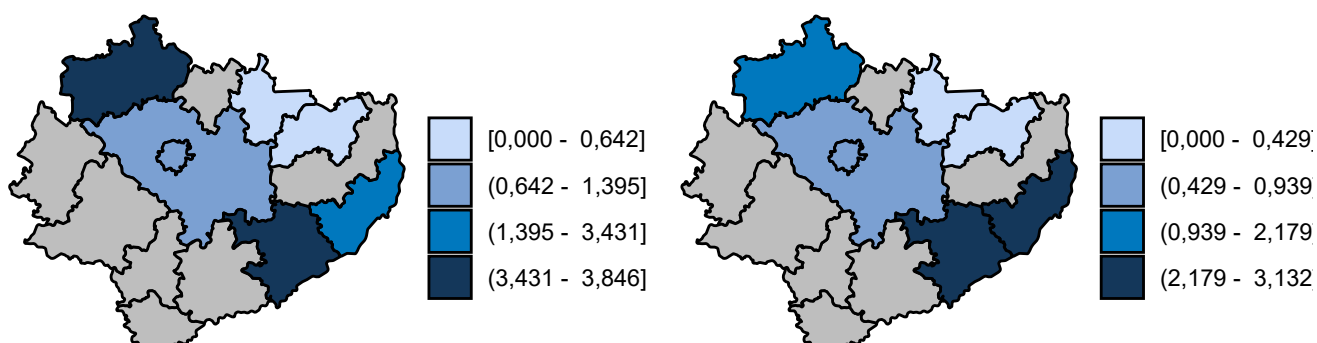 [0,000 - 0,642]
(0,642 - 1,395]
(1,395 - 3,431]
(3,431 - 3,846]
[0,000 - 0,429]
(0,429 - 0,939]
(0,939 - 2,179]
(2,179 - 3,132]